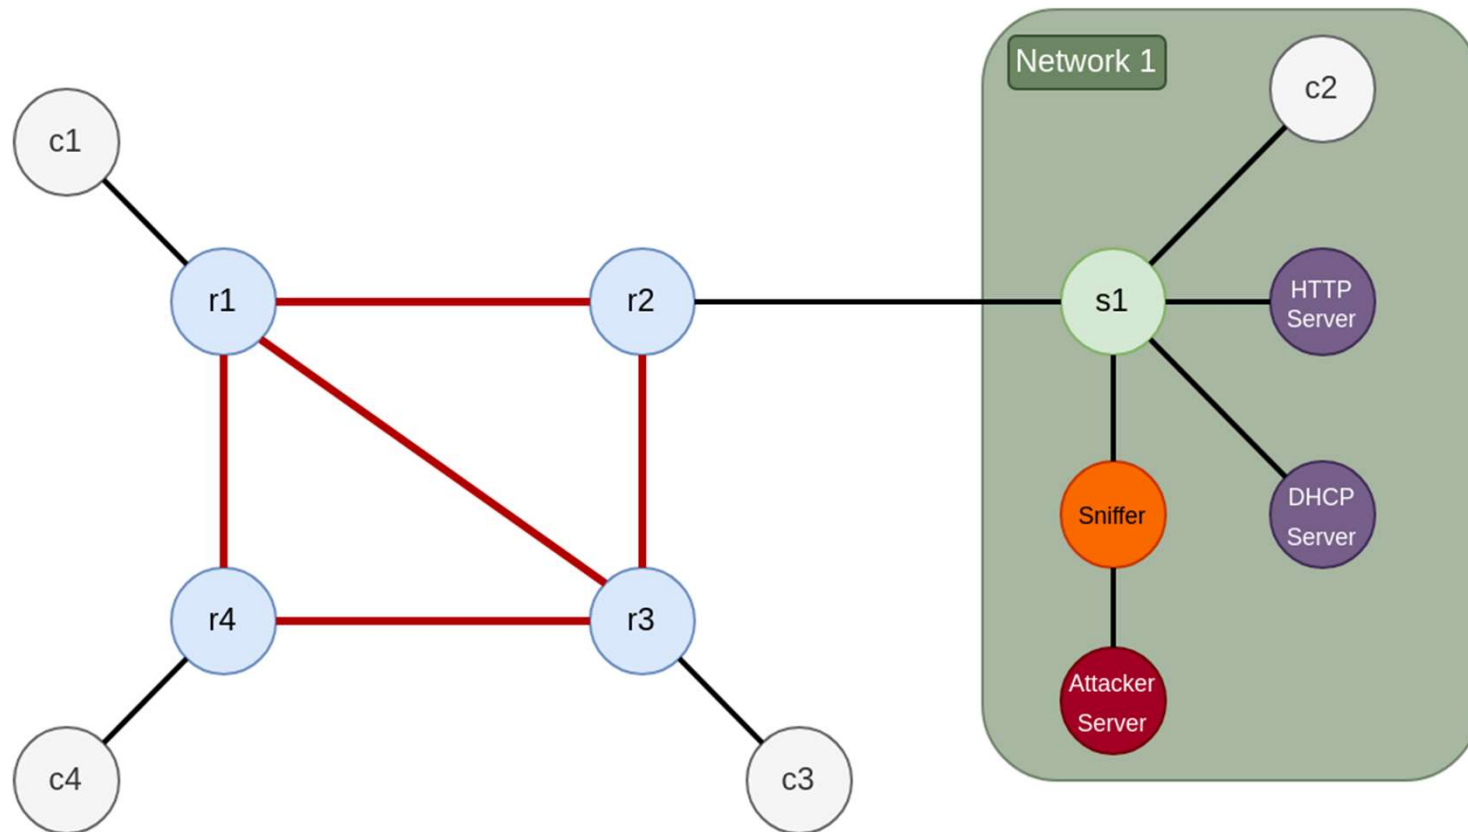 Network 1
c2
c1
r1
r2
s1
HTTP
Server
Sniffer
DHCP
Server
r4
r3
Attacker
Server
c4
c3